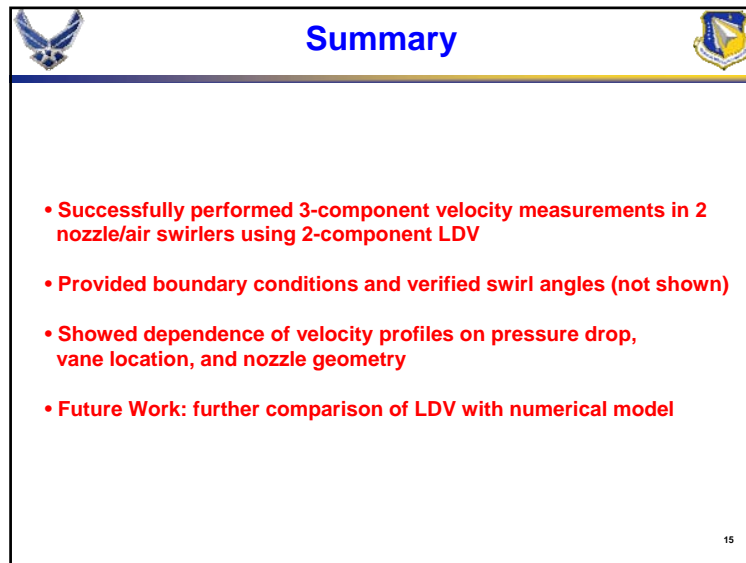 Summary
• Successfully performed 3-component velocity measurements in 2
nozzle/air swirlers using 2-component LDV
• Provided boundary conditions and verified swirl angles (not shown)
• Showed dependence of velocity profiles on pressure drop,
vane location, and nozzle geometry
• Future Work: further comparison of LDV with numerical model
15